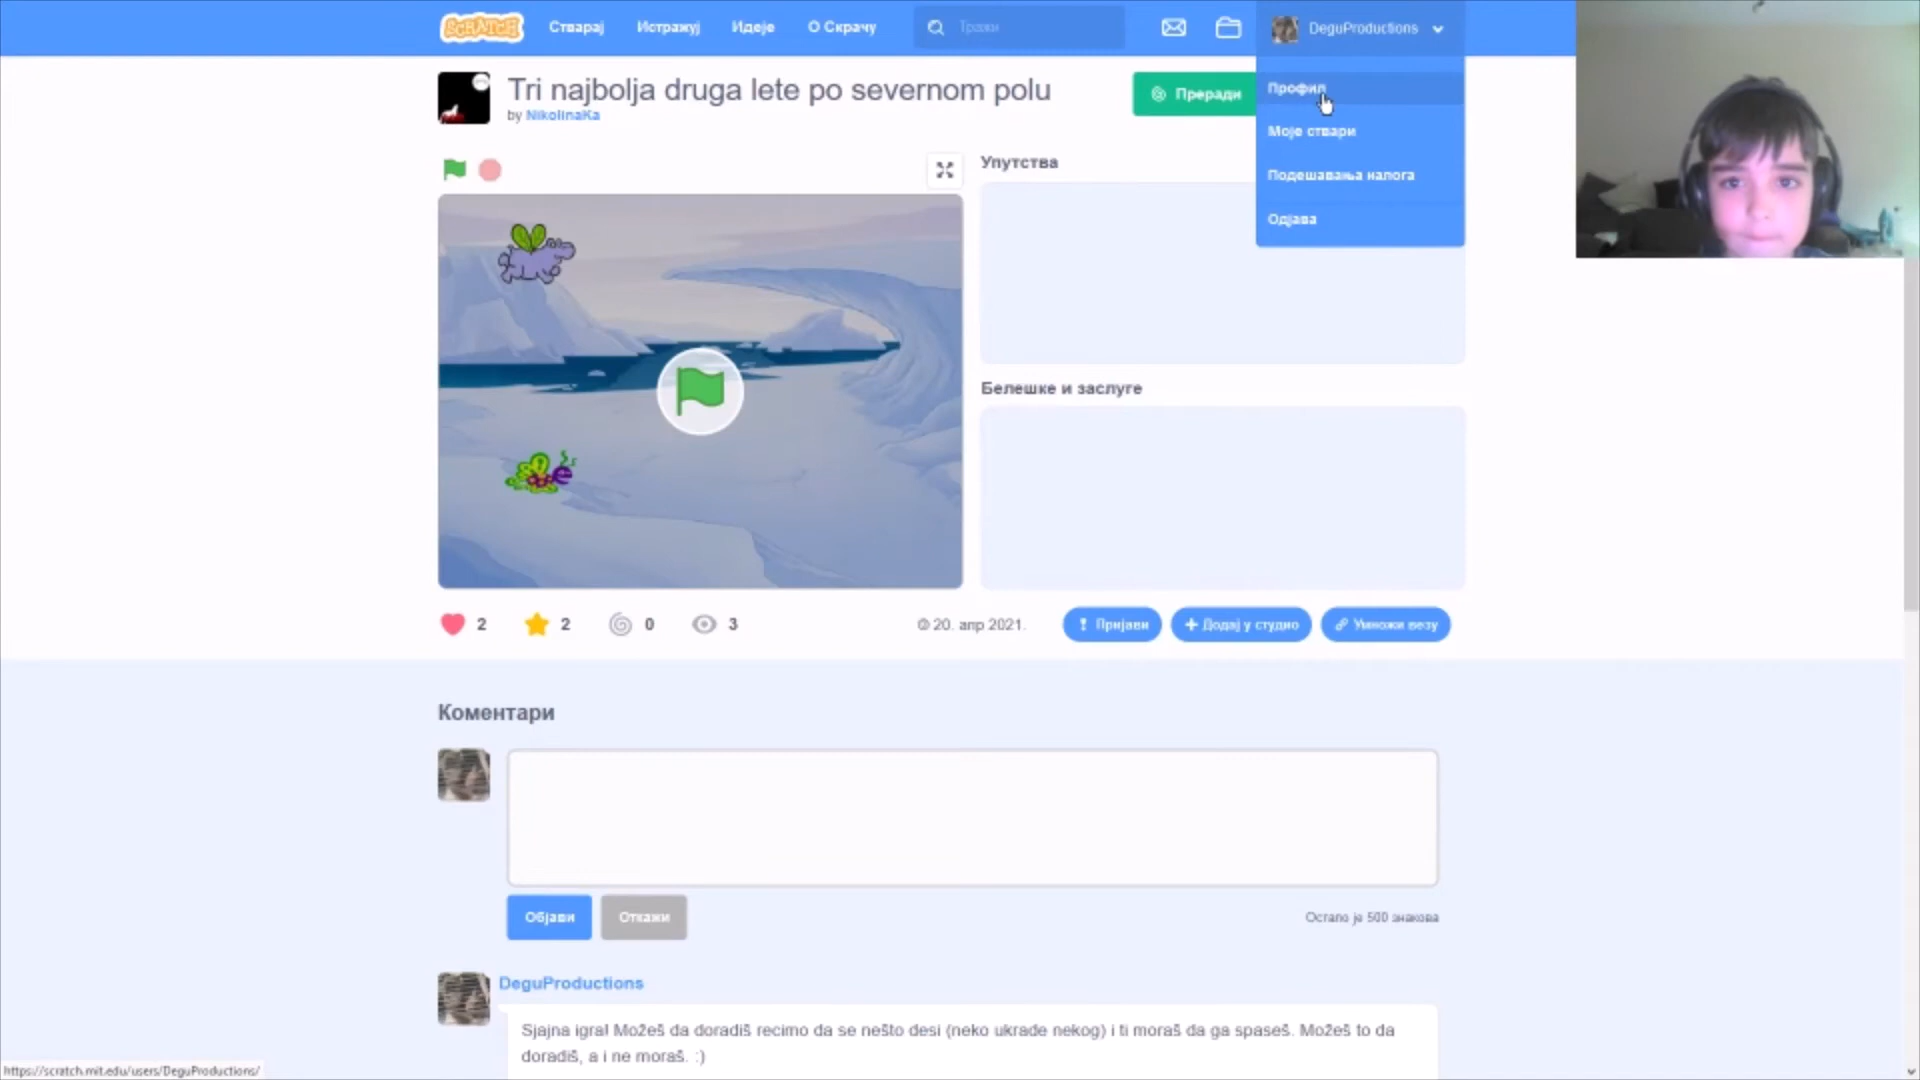 SCRATCH
Стварај
Истражуј
Идеје
О Скрачу
Тражи
DeguProductions
Профил
Моје ствари
Подешавања налога
Одјава
Tri najbolja druga lete po severnom polu
by NikolinaKa
Преради
Упутства
Белешке и заслуге
2
2
0
3
© 20. апр 2021.
Пријави
Додај у студио
Умножи везу
Коментари
Објави
Откажи
Остало је 500 знакова
DeguProductions
Sjajna igra! Možeš da doradiš recimo da se nešto desi (neko ukrade nekog) i ti moraš da ga spaseš. Možeš to da
doradiš, a i ne moraš. :)
https://scratch.mit.edu/users/DeguProductions/